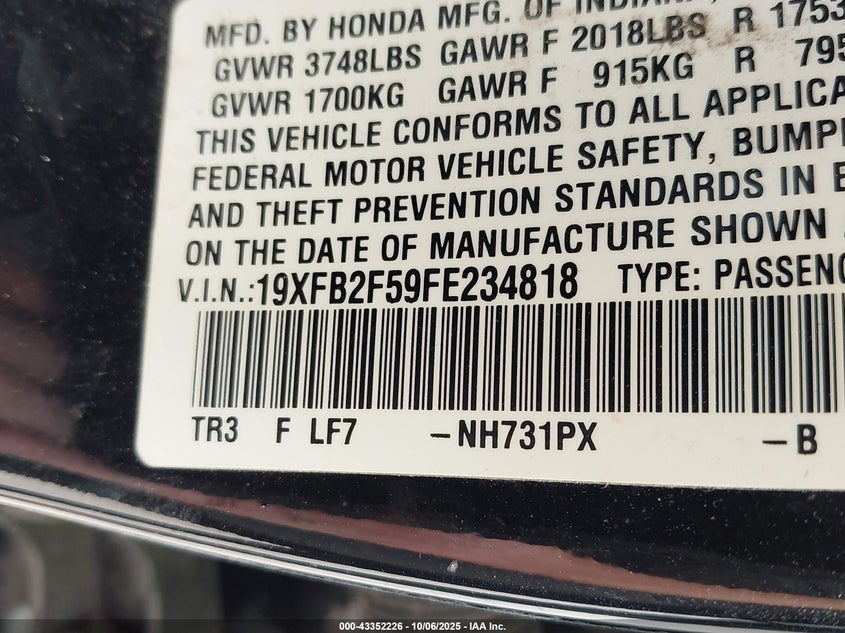 MFD. BY HONDA MFG. OF INDIANA,
GVWR 3748LBS GAWR F 2018LBS R 1753
GVWR 1700KG GAWR F 915KG R 795
THIS VEHICLE CONFORMS TO ALL APPLICA
FEDERAL MOTOR VEHICLE SAFETY, BUMP
AND THEFT PREVENTION STANDARDS IN E
ON THE DATE OF MANUFACTURE SHOWN
V.I.N.:19XFB2F59FE234818 TYPE: PASSENG
TR3 F LF7 -NH731PX -B
000-43352226 - 10/06/2025 - IAA Inc.